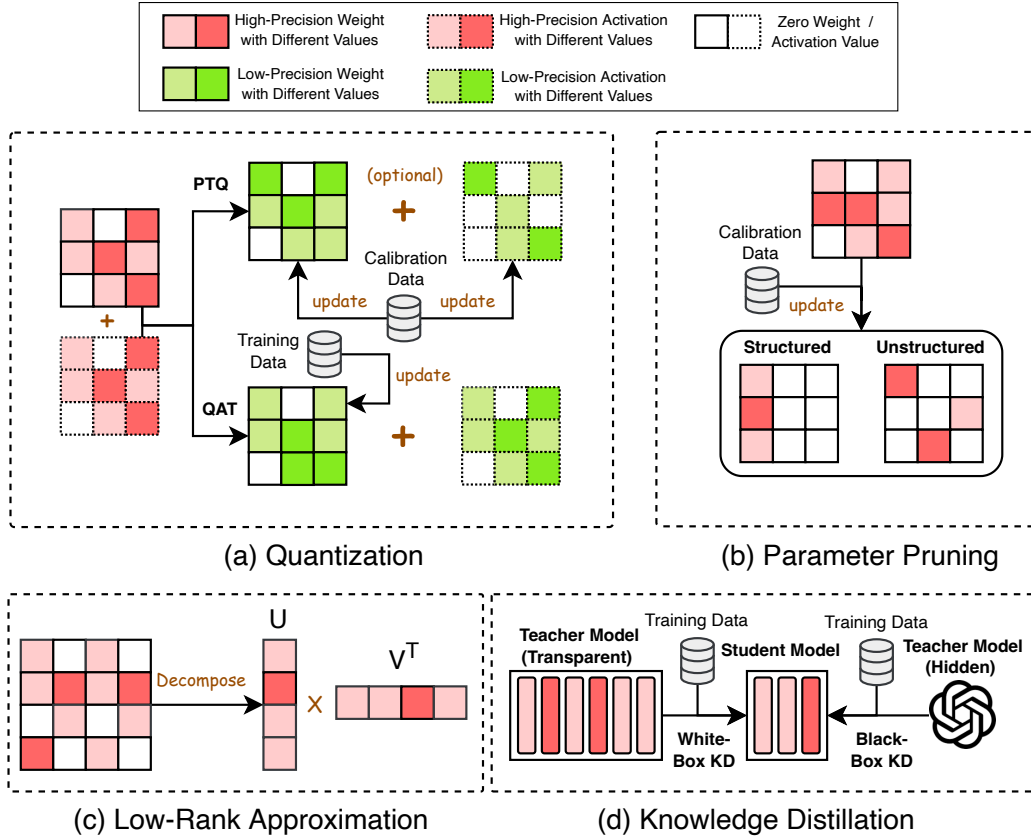 High-Precision Weight
with Different Values
High-Precision Activation
with Different Values
Zero Weight /
Activation Value
Low-Precision Weight
with Different Values
Low-Precision Activation
with Different Values
PTQ
(optional)
+
Calibration
Data
update
update
+
Training
Data
update
QAT
+
(a) Quantization
Calibration
Data
update
Structured
Unstructured
(b) Parameter Pruning
U
V^T
Decompose
X
(c) Low-Rank Approximation
Training Data
Training Data
Teacher Model
(Transparent)
Student Model
Teacher Model
(Hidden)
White-
Box KD
Black-
Box KD
(d) Knowledge Distillation